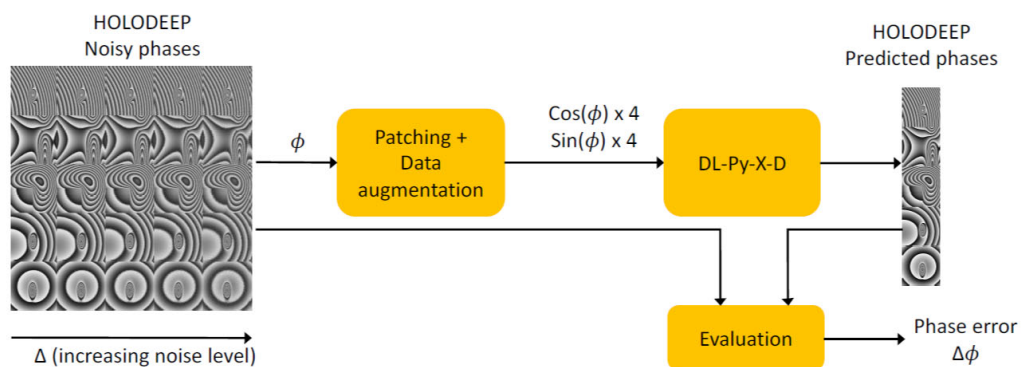 HOLODEEP
Noisy phases
ϕ
Patching +
Data
augmentation
Cos(ϕ) x 4
Sin(ϕ) x 4
DL-Py-X-D
HOLODEEP
Predicted phases
Δ (increasing noise level)
Evaluation
Phase error
Δϕ